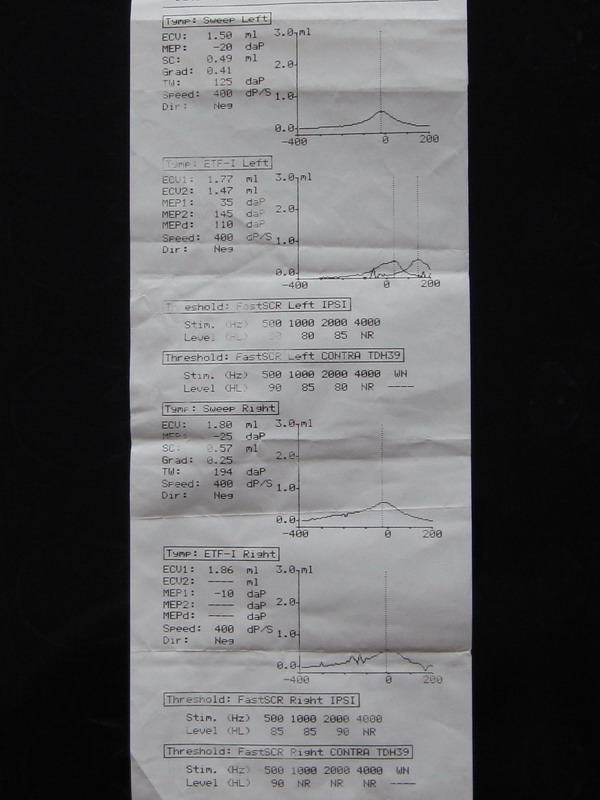 Tymp: Sweep Left
ECV: 1.50 ml
MEP: -20 daP
SC: 0.49 ml
Grad: 0.41
TW: 125 daP
Speed: 400 dP/S
Dir: Neg
3.0 ml
2.0
1.0
0.0
-400 0 200
Tymp: ETF-I Left
ECV1: 1.77 ml
ECV2: 1.47 ml
MEP1: 35 daP
MEP2: 145 daP
MEPd: 110 daP
Speed: 400 dP/S
Dir: Neg
3.0 ml
2.0
1.0
0.0
-400 0 200
Threshold: FastSCR Left IPSI
Stim. (Hz) 500 1000 2000 4000
Level (HL) 80 85 NR
Threshold: FastSCR Left CONTRA TDH39
Stim. (Hz) 500 1000 2000 4000 WN
Level (HL) 90 85 80 NR ----
Tymp: Sweep Right
ECV: 1.80 ml
MEP: -25 daP
SC: 0.57 ml
Grad: 0.25
TW: 194 daP
Speed: 400 dP/S
Dir: Neg
3.0 ml
2.0
1.0
0.0
-400 0 200
Tymp: ETF-I Right
ECV1: 1.86 ml
ECV2: ---- ml
MEP1: -10 daP
MEP2: ---- daP
MEPd: ---- daP
Speed: 400 dP/S
Dir: Neg
3.0 ml
2.0
1.0
0.0
-400 0 200
Threshold: FastSCR Right IPSI
Stim. (Hz) 500 1000 2000 4000
Level (HL) 85 85 90 NR
Threshold: FastSCR Right CONTRA TDH39
Stim. (Hz) 500 1000 2000 4000 WN
Level (HL) 90 NR NR NR ----